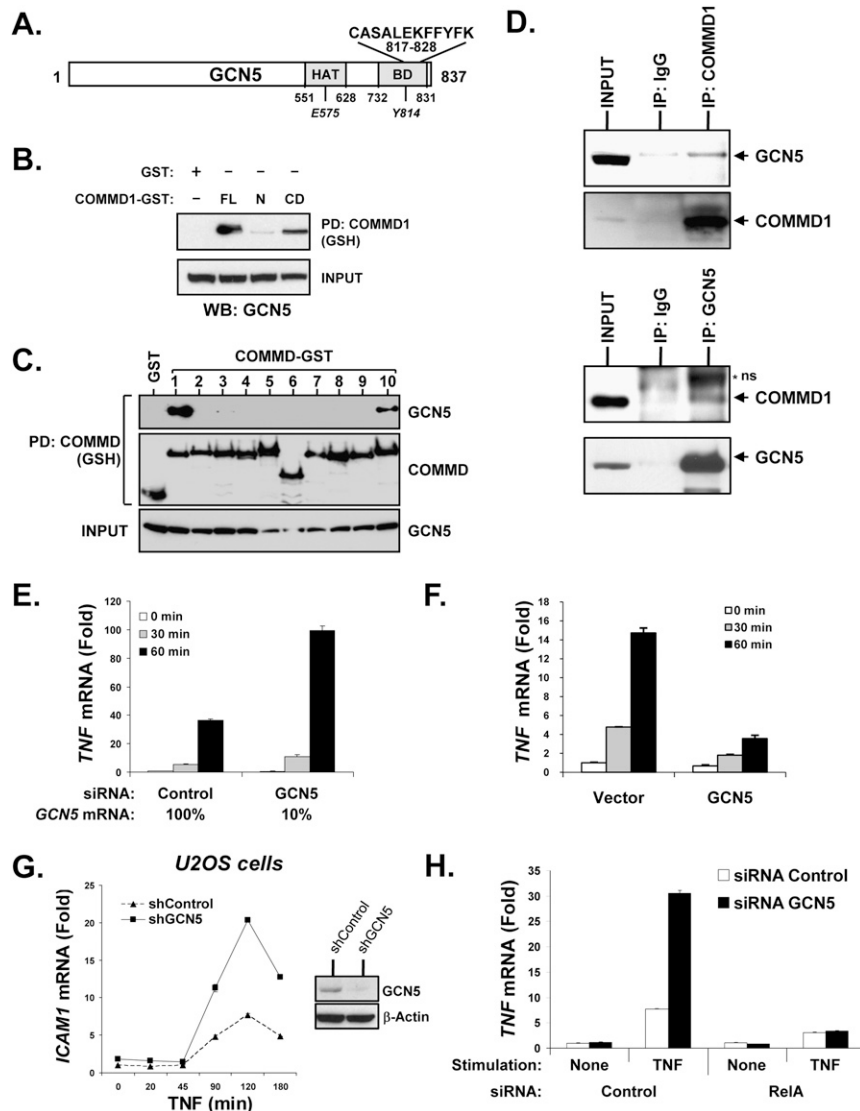 A.
CASALEKFFYFK
817-828
1 GCN5 HAT BD 837
551 628 732 831
E575 Y814
B.
GST: + – – –
COMMD1-GST: – FL N CD
PD: COMMD1
(GSH)
INPUT
WB: GCN5
C.
GST
COMMD-GST
1 2 3 4 5 6 7 8 9 10
PD: COMMD
(GSH)
GCN5
COMMD
INPUT GCN5
D.
INPUT
IP: IgG
IP: COMMD1
GCN5
COMMD1
INPUT
IP: IgG
IP: GCN5
* ns
COMMD1
GCN5
E.
TNF mRNA (Fold)
120
100
80
60
40
20
0
0 min
30 min
60 min
siRNA: Control GCN5
GCN5 mRNA: 100% 10%
F.
TNF mRNA (Fold)
16
14
12
10
8
6
4
2
0
0 min
30 min
60 min
Vector GCN5
G.
U2OS cells
ICAM1 mRNA (Fold)
25
20
15
10
5
0
shControl
shGCN5
0 20 45 90 120 180
TNF (min)
shControl
shGCN5
GCN5
β-Actin
H.
TNF mRNA (Fold)
35
30
25
20
15
10
5
0
siRNA Control
siRNA GCN5
Stimulation: None TNF None TNF
siRNA: Control RelA